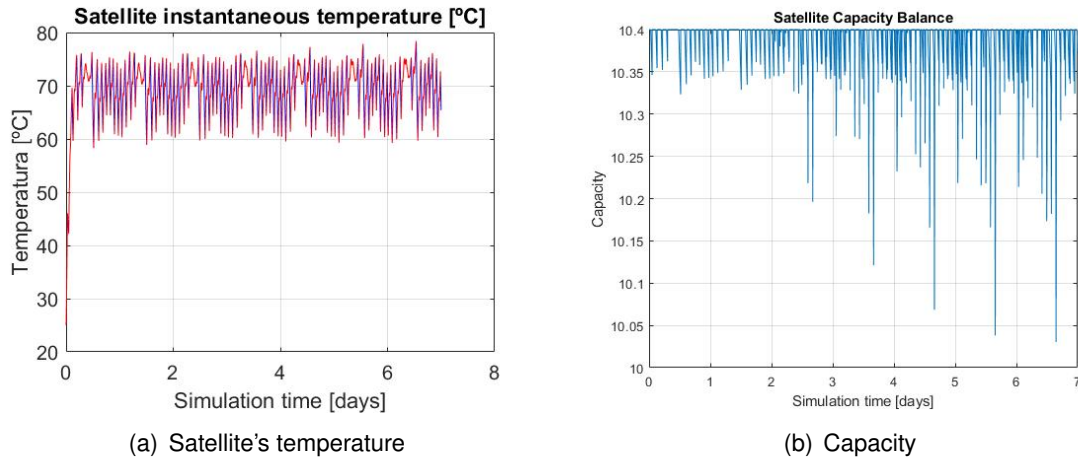 Satellite instantaneous temperature [ºC]
80
70
60
50
40
30
20
Temperatura [ºC]
0 2 4 6 8
Simulation time [days]
(a) Satellite's temperature
Satellite Capacity Balance
10.4
10.35
10.3
10.25
10.2
10.15
10.1
10.05
10
Capacity
0 1 2 3 4 5 6 7
Simulation time [days]
(b) Capacity